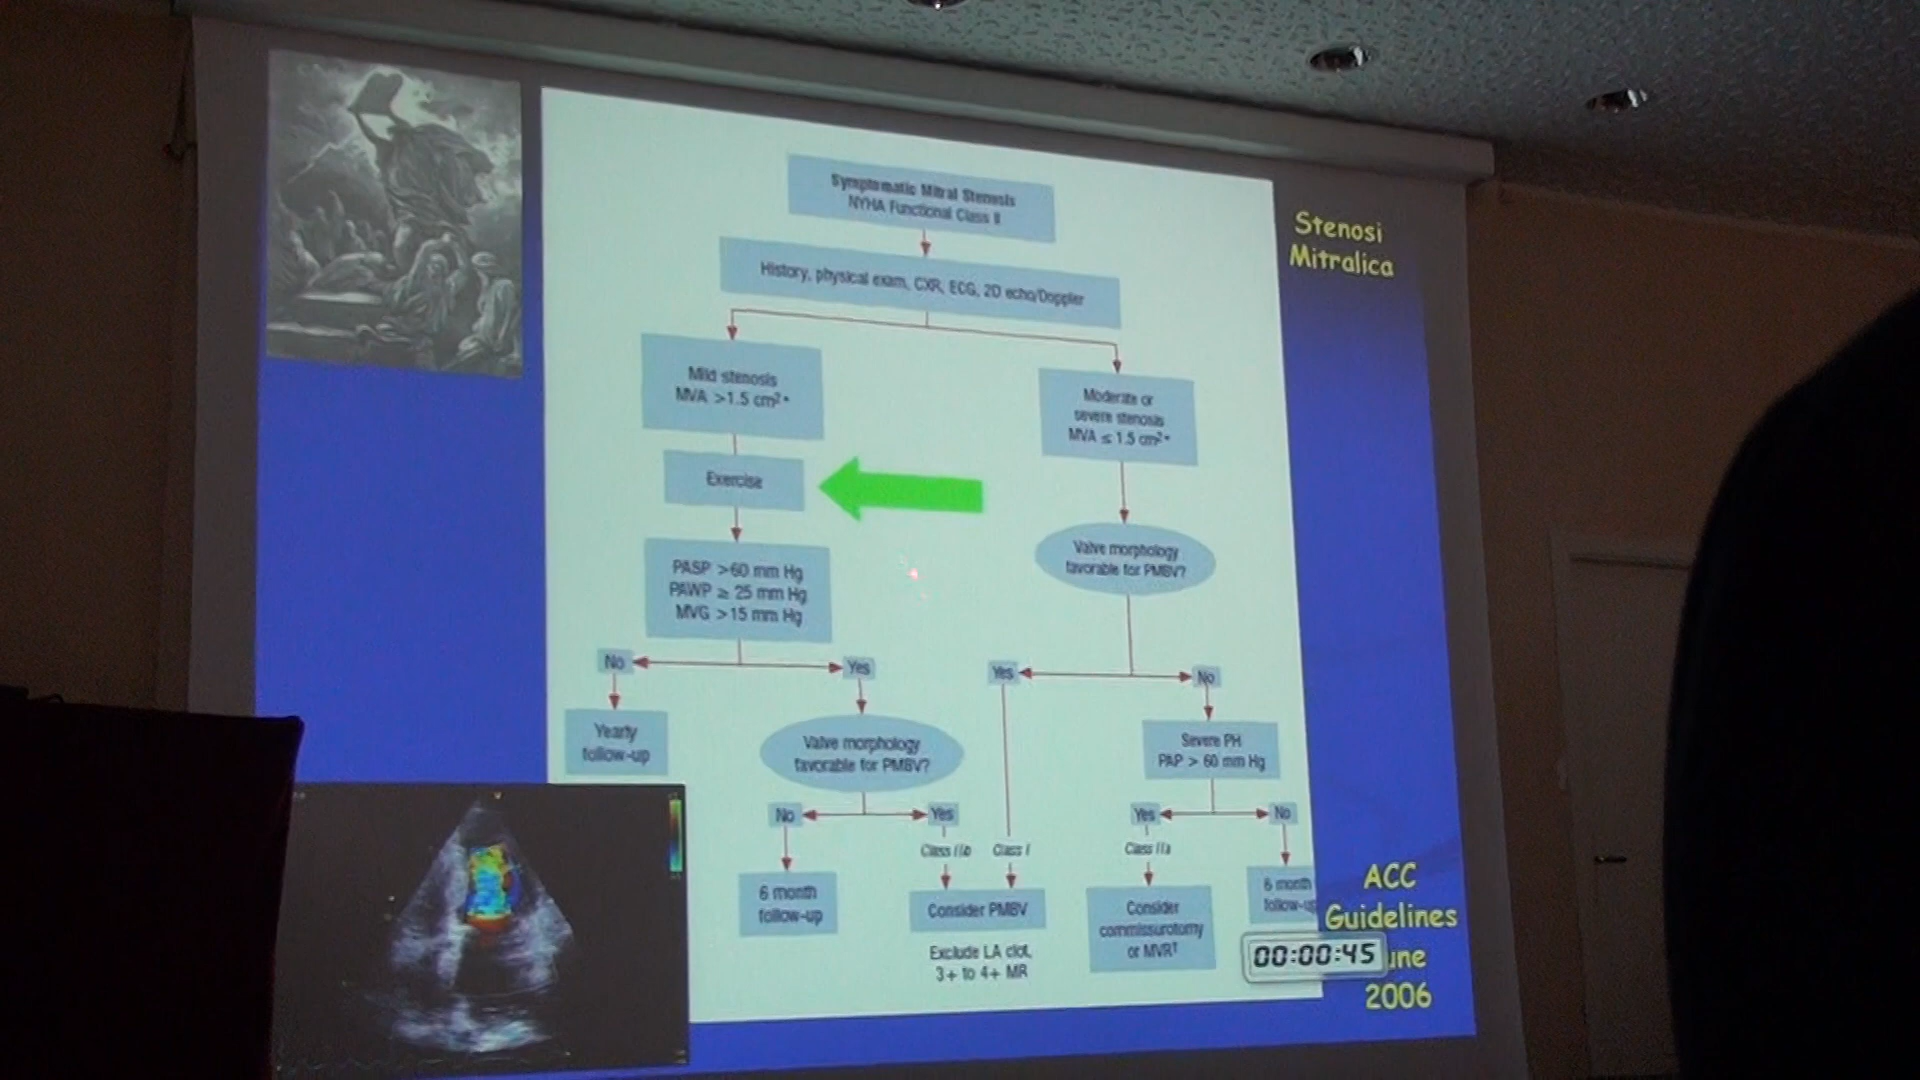 Symptomatic Mitral Stenosis
NYHA Functional Class II
History, physical exam, CXR, ECG, 2D echo/Doppler
Stenosi
Mitralica
Mild stenosis
MVA >1.5 cm²*
Moderate or
severe stenosis
MVA ≤ 1.5 cm²*
Exercise
PASP >60 mm Hg
PAWP ≥ 25 mm Hg
MVG >15 mm Hg
Valve morphology
favorable for PMBV?
No
Yes
Yes
No
Yearly
follow-up
Valve morphology
favorable for PMBV?
Severe PH
PAP > 60 mm Hg
No
Yes
Yes
No
Class IIb
Class I
Class IIa
6 month
follow-up
Consider PMBV
Exclude LA clot,
3+ to 4+ MR
Consider
commissurotomy
or MVR†
6 month
follow-u
ACC
Guidelines
une
2006
00:00:45